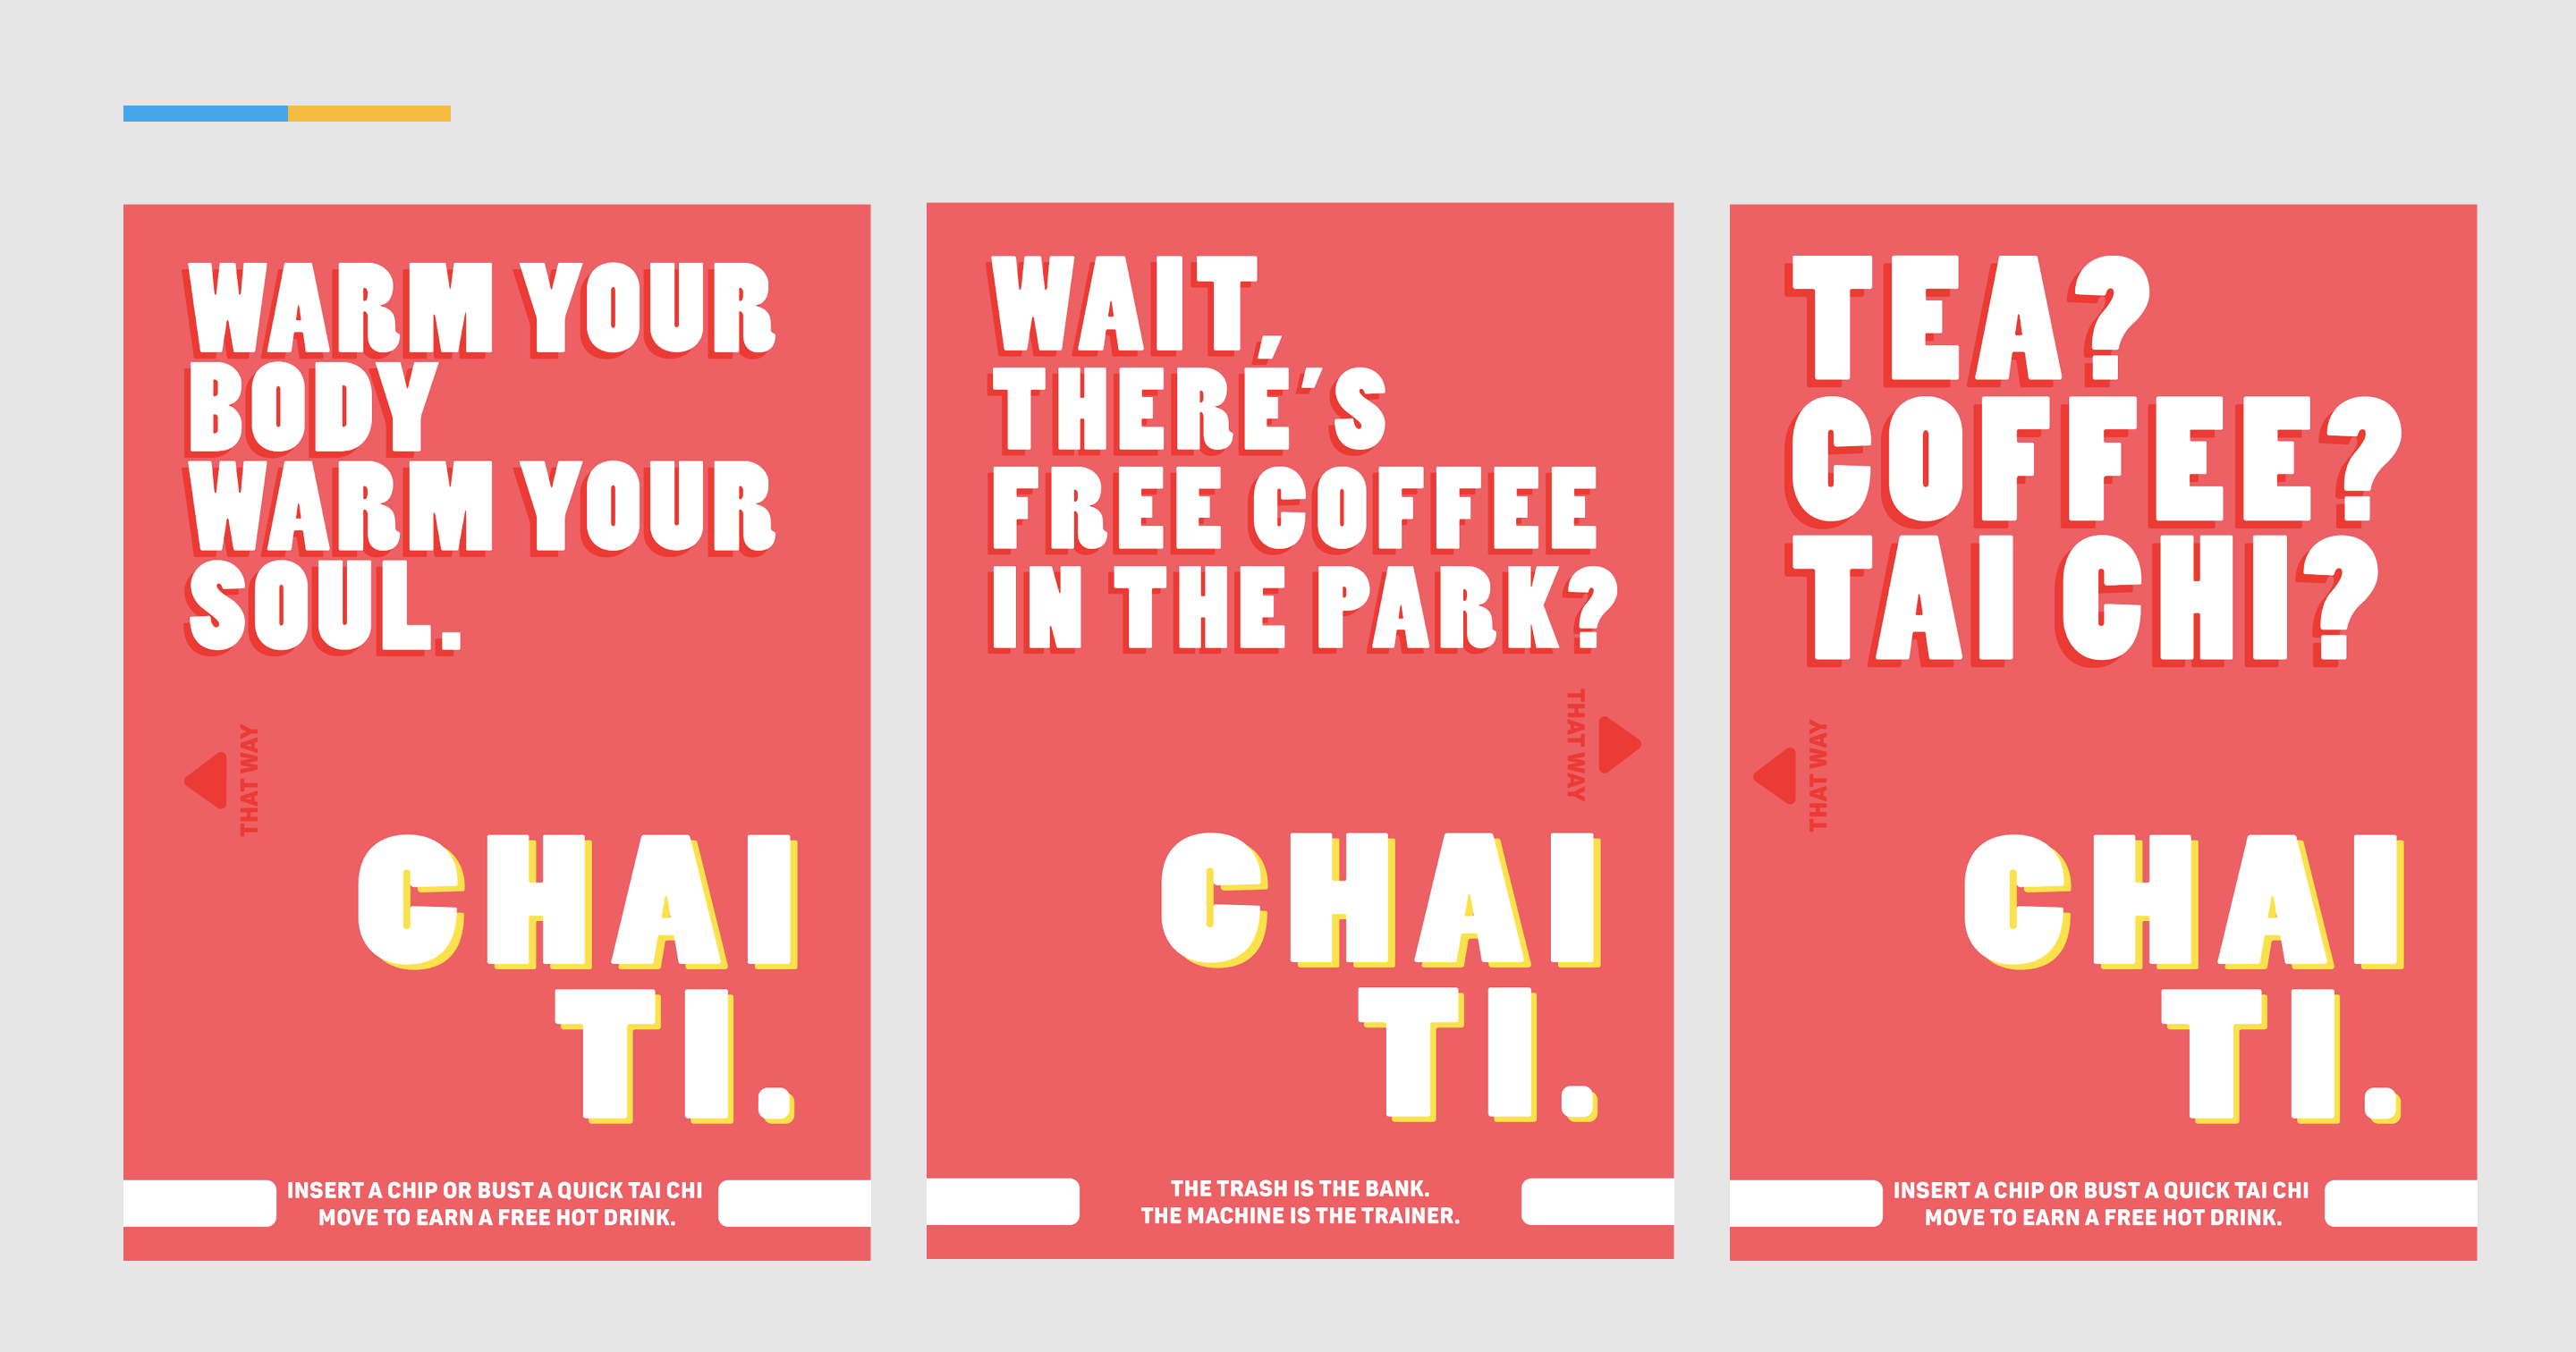 WARM YOUR
BODY
WARM YOUR
SOUL.
THAT WAY
CHAI
TI.
INSERT A CHIP OR BUST A QUICK TAI CHI
MOVE TO EARN A FREE HOT DRINK.
WAIT,
THERE'S
FREE COFFEE
IN THE PARK?
THAT WAY
CHAI
TI.
THE TRASH IS THE BANK.
THE MACHINE IS THE TRAINER.
TEA?
COFFEE?
TAI CHI?
THAT WAY
CHAI
TI.
INSERT A CHIP OR BUST A QUICK TAI CHI
MOVE TO EARN A FREE HOT DRINK.